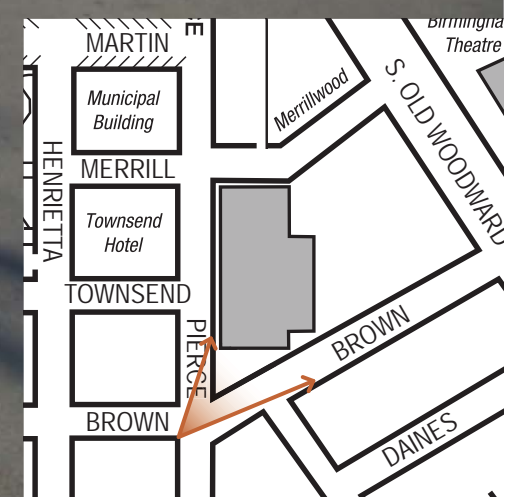 MARTIN
Municipal
Building
HENRIETTA
MERRILL
Townsend
Hotel
TOWNSEND
PIERCE
BROWN
Merrillwood
S. OLD WOODWARD
Theatre
BROWN
DAINES